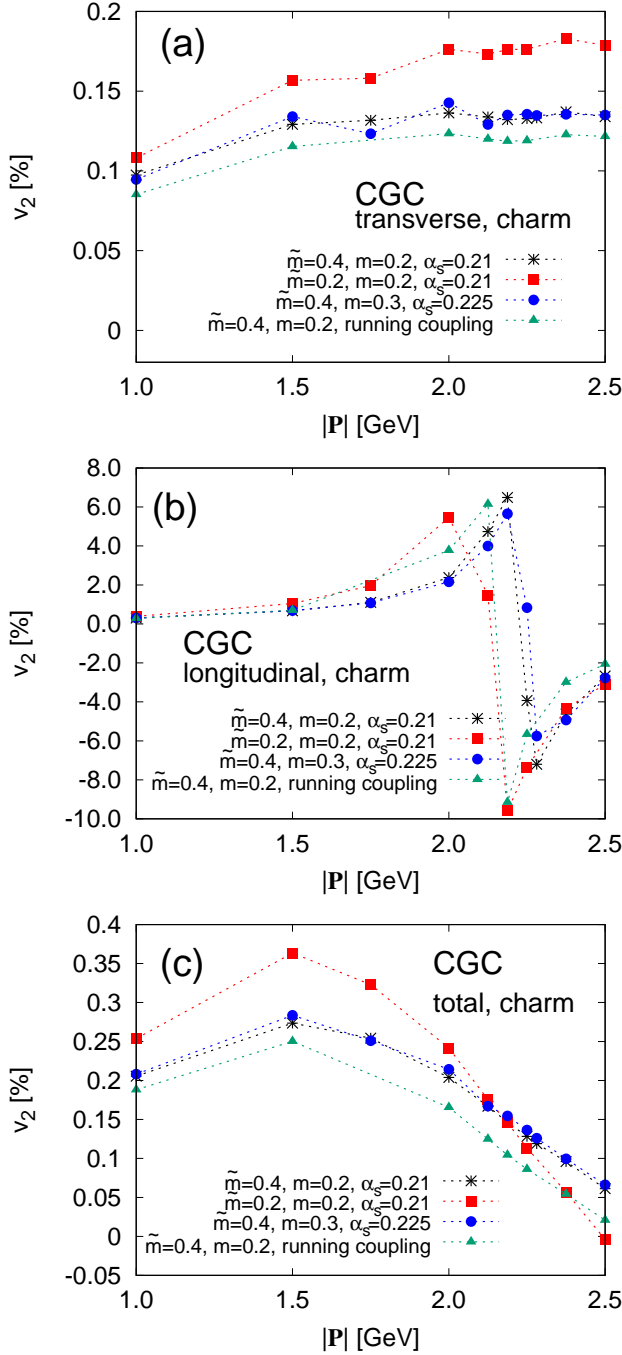 (a)
0.2
0.15
0.1
0.05
0
v₂ [%]
CGC
transverse, charm
m̃=0.4, m=0.2, αₛ=0.21
m̃=0.2, m=0.2, αₛ=0.21
m̃=0.4, m=0.3, αₛ=0.225
m̃=0.4, m=0.2, running coupling
1.0 1.5 2.0 2.5
|P| [GeV]
(b)
8.0
6.0
4.0
2.0
0.0
-2.0
-4.0
-6.0
-8.0
-10.0
v₂ [%]
CGC
longitudinal, charm
m̃=0.4, m=0.2, αₛ=0.21
m̃=0.2, m=0.2, αₛ=0.21
m̃=0.4, m=0.3, αₛ=0.225
m̃=0.4, m=0.2, running coupling
1.0 1.5 2.0 2.5
|P| [GeV]
(c)
0.4
0.35
0.3
0.25
0.2
0.15
0.1
0.05
0
-0.05
v₂ [%]
CGC
total, charm
m̃=0.4, m=0.2, αₛ=0.21
m̃=0.2, m=0.2, αₛ=0.21
m̃=0.4, m=0.3, αₛ=0.225
m̃=0.4, m=0.2, running coupling
1.0 1.5 2.0 2.5
|P| [GeV]